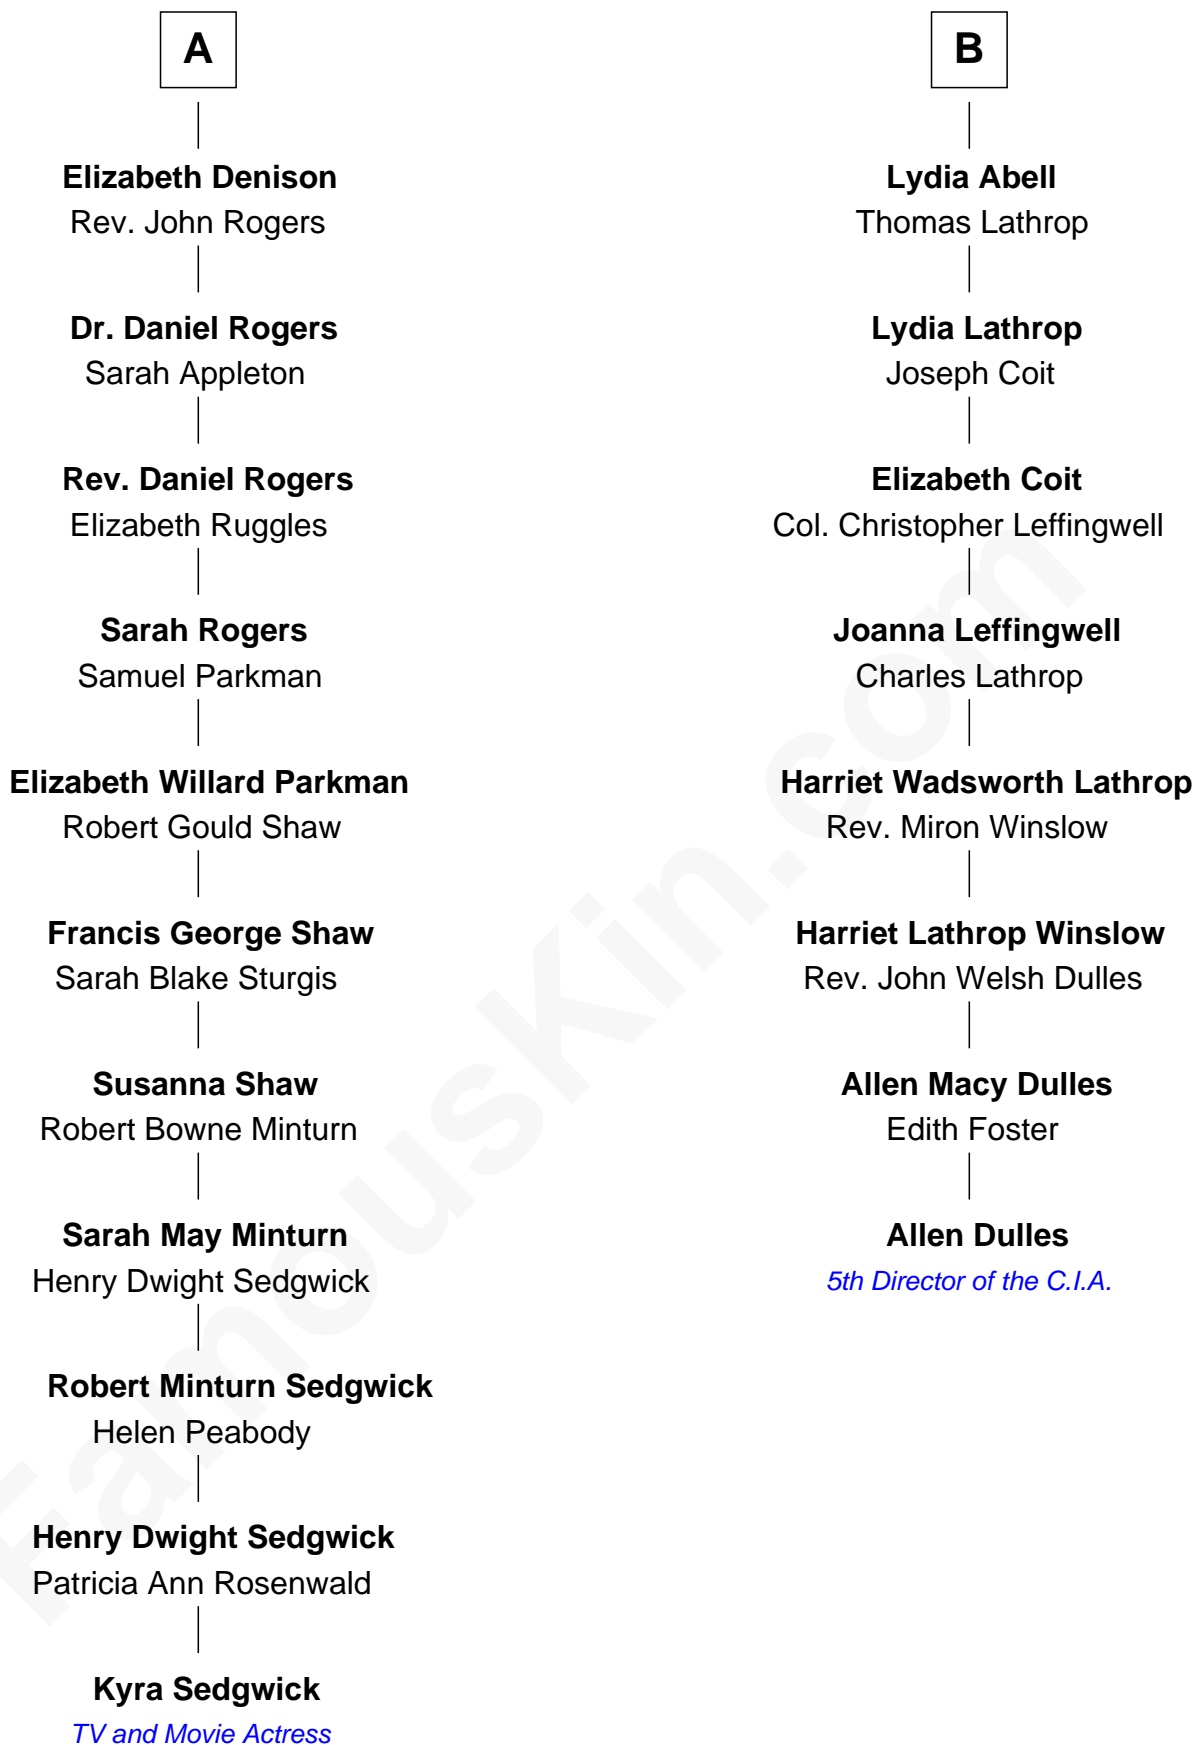 A
Elizabeth Denison
Rev. John Rogers
Dr. Daniel Rogers
Sarah Appleton
Rev. Daniel Rogers
Elizabeth Ruggles
Sarah Rogers
Samuel Parkman
Elizabeth Willard Parkman
Robert Gould Shaw
Francis George Shaw
Sarah Blake Sturgis
Susanna Shaw
Robert Bowne Minturn
Sarah May Minturn
Henry Dwight Sedgwick
Robert Minturn Sedgwick
Helen Peabody
Henry Dwight Sedgwick
Patricia Ann Rosenwald
Kyra Sedgwick
TV and Movie Actress
B
Lydia Abell
Thomas Lathrop
Lydia Lathrop
Joseph Coit
Elizabeth Coit
Col. Christopher Leffingwell
Joanna Leffingwell
Charles Lathrop
Harriet Wadsworth Lathrop
Rev. Miron Winslow
Harriet Lathrop Winslow
Rev. John Welsh Dulles
Allen Macy Dulles
Edith Foster
Allen Dulles
5th Director of the C.I.A.
FamousKin.com